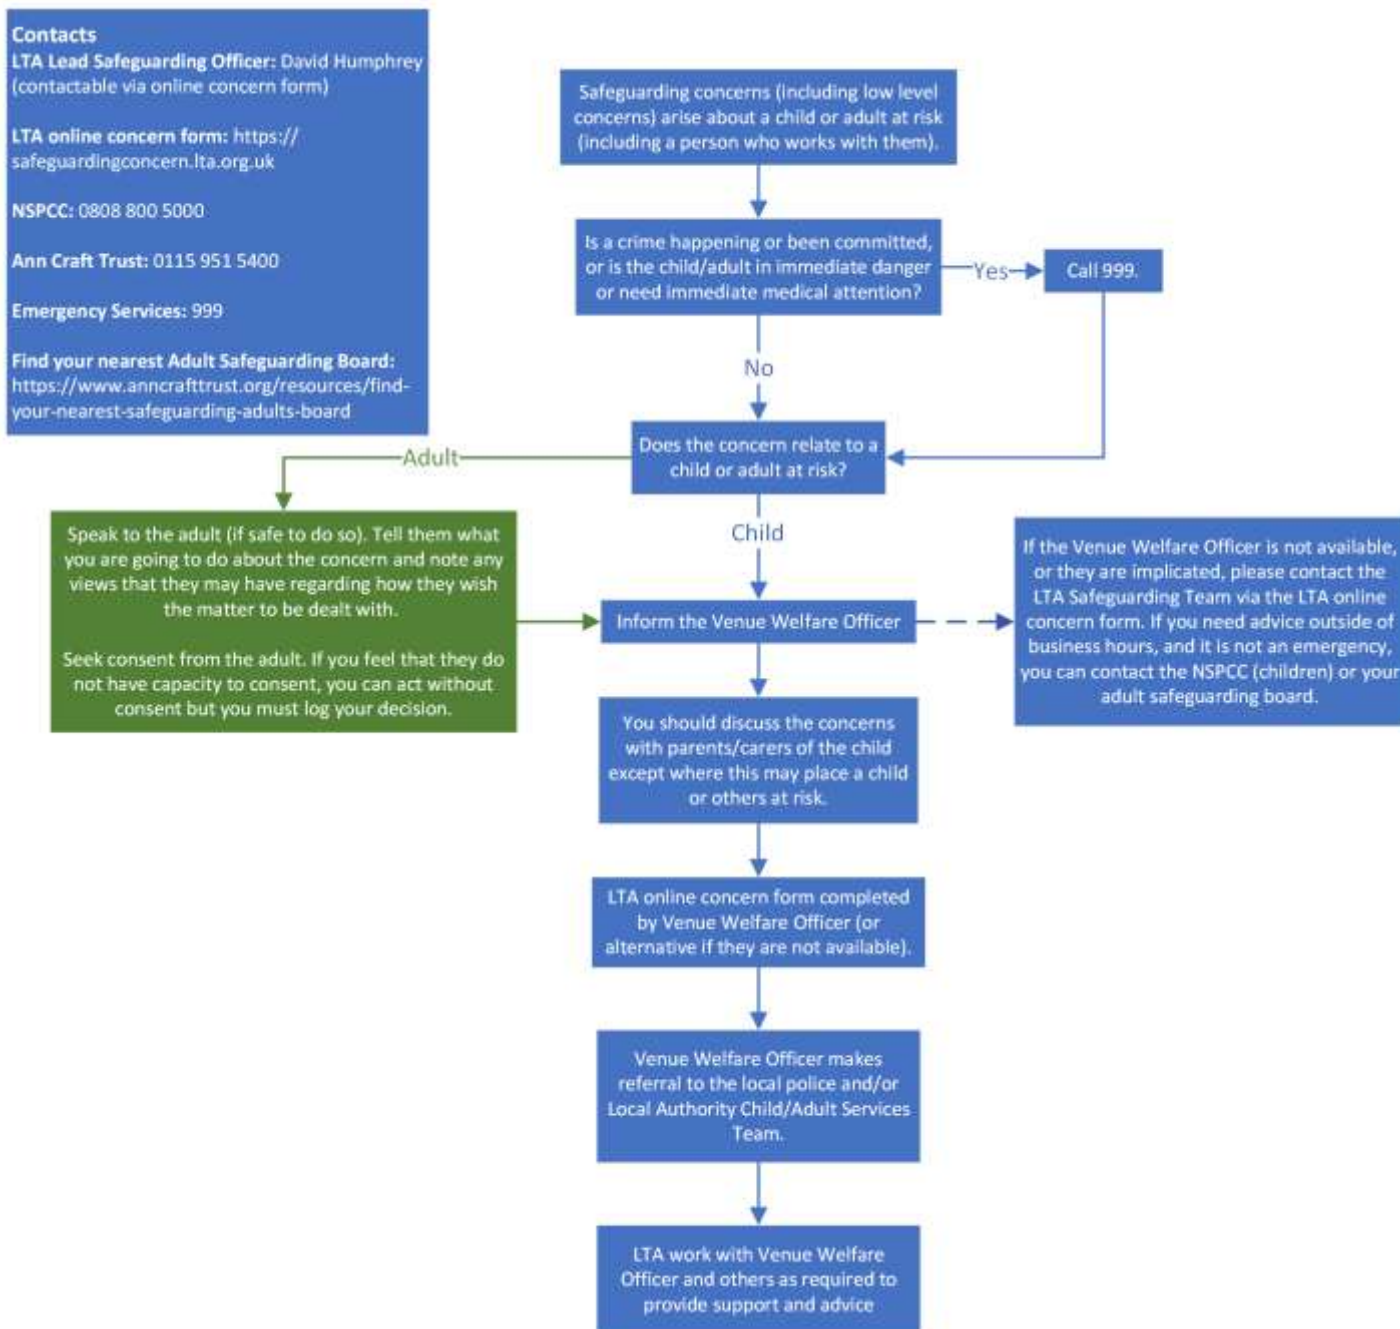 Contacts
LTA Lead Safeguarding Officer: David Humphrey
(contactable via online concern form)
LTA online concern form: https://
safeguardingconcern.lta.org.uk
NSPCC: 0808 800 5000
Ann Craft Trust: 0115 951 5400
Emergency Services: 999
Find your nearest Adult Safeguarding Board:
https://www.anncrafttrust.org/resources/find-
your-nearest-safeguarding-adults-board
Safeguarding concerns (including low level
concerns) arise about a child or adult at risk
(including a person who works with them).
Is a crime happening or been committed,
or is the child/adult in immediate danger
or need immediate medical attention?
Yes
Call 999.
No
Does the concern relate to a
child or adult at risk?
Adult
Speak to the adult (if safe to do so). Tell them what
you are going to do about the concern and note any
views that they may have regarding how they wish
the matter to be dealt with.
Seek consent from the adult. If you feel that they do
not have capacity to consent, you can act without
consent but you must log your decision.
Child
Inform the Venue Welfare Officer
If the Venue Welfare Officer is not available,
or they are implicated, please contact the
LTA Safeguarding Team via the LTA online
concern form. If you need advice outside of
business hours, and it is not an emergency,
you can contact the NSPCC (children) or your
adult safeguarding board.
You should discuss the concerns
with parents/carers of the child
except where this may place a child
or others at risk.
LTA online concern form completed
by Venue Welfare Officer (or
alternative if they are not available).
Venue Welfare Officer makes
referral to the local police and/or
Local Authority Child/Adult Services
Team.
LTA work with Venue Welfare
Officer and others as required to
provide support and advice